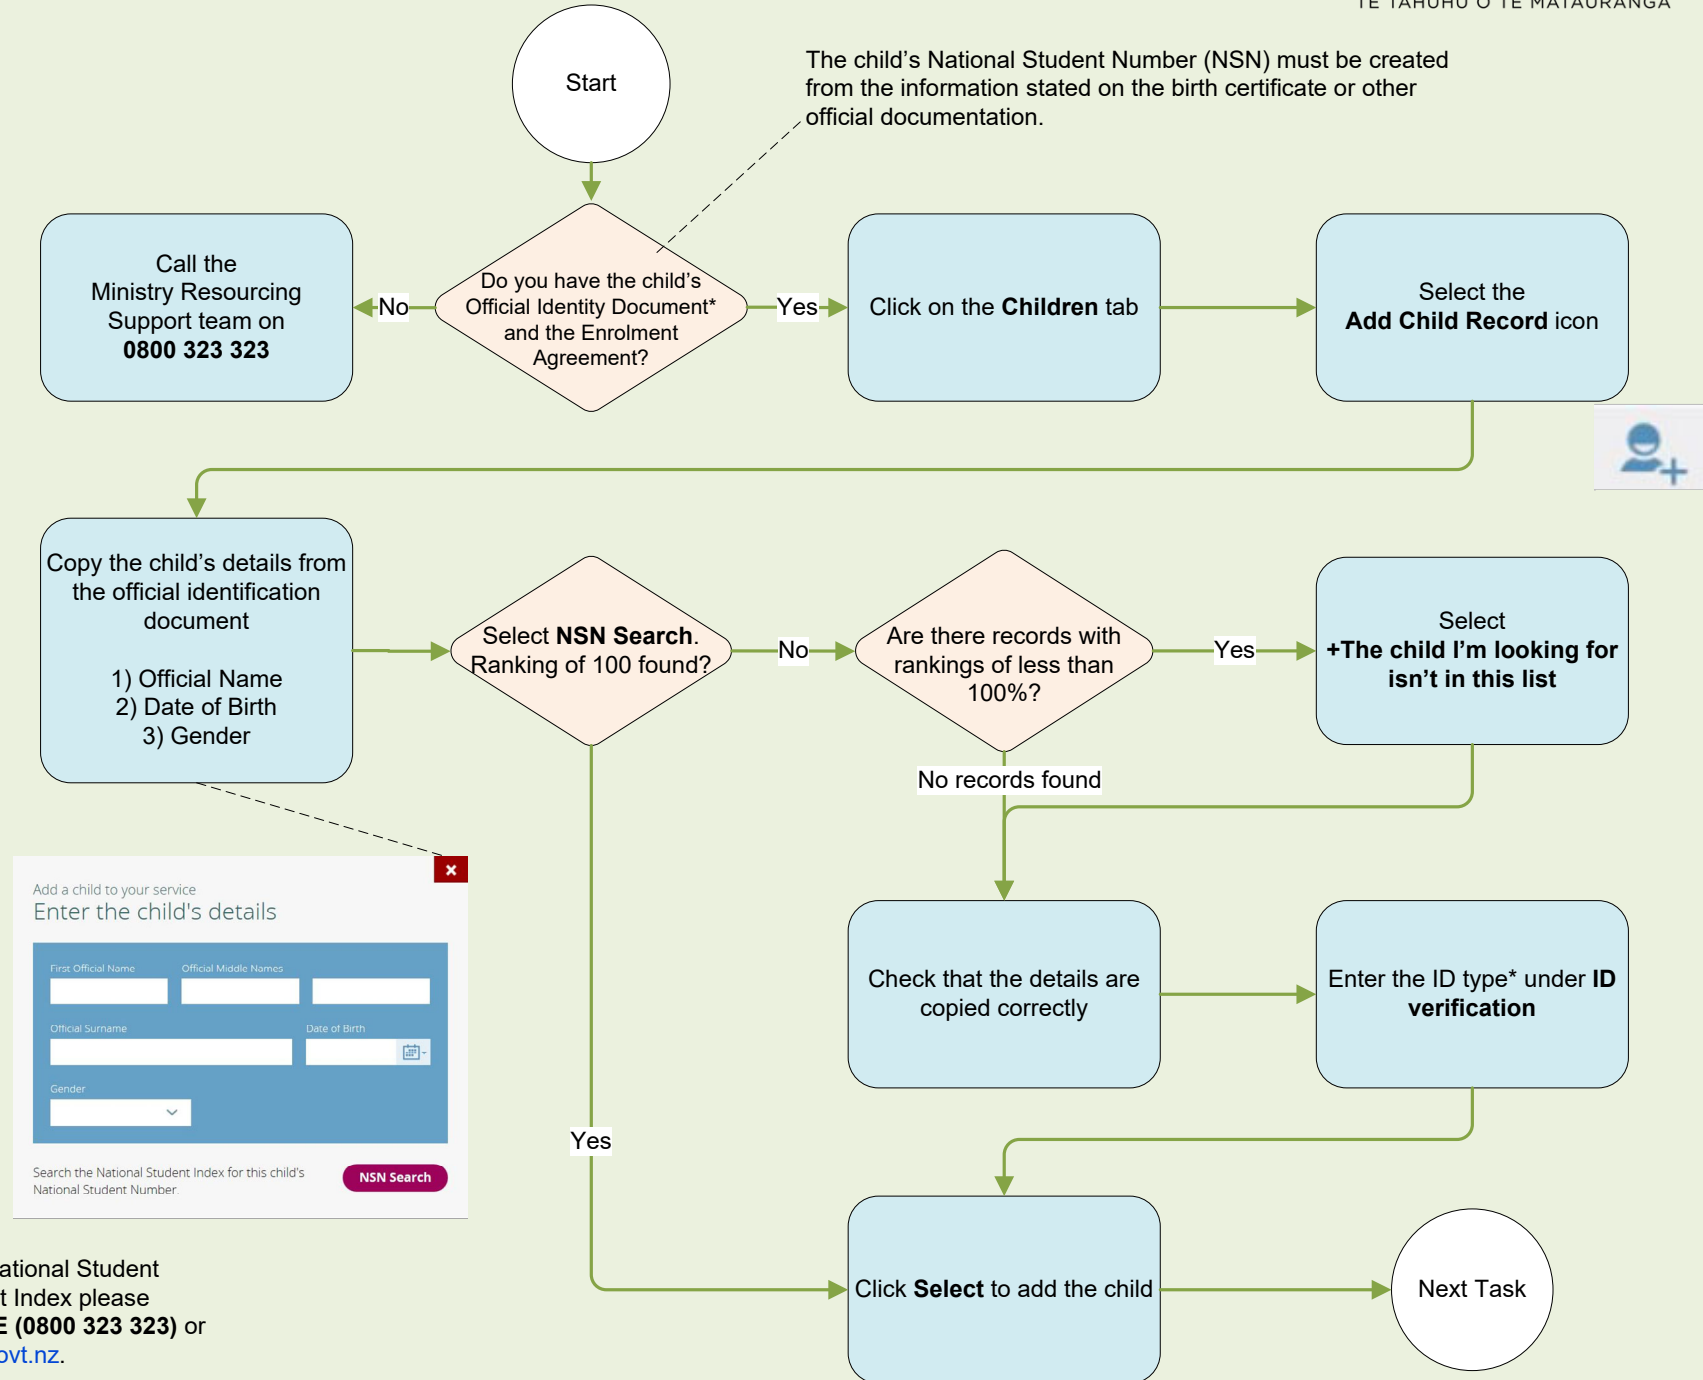 TE TĀHUHU O TE MĀTAURANGA
Start
The child’s National Student Number (NSN) must be created
from the information stated on the birth certificate or other
official documentation.
Call the
Ministry Resourcing
Support team on
0800 323 323
No
Do you have the child’s
Official Identity Document*
and the Enrolment
Agreement?
Yes
Click on the Children tab
Select the
Add Child Record icon
Copy the child’s details from
the official identification
document
1) Official Name
2) Date of Birth
3) Gender
Select NSN Search.
Ranking of 100 found?
No
Are there records with
rankings of less than
100%?
Yes
Select
+The child I’m looking for
isn’t in this list
No records found
Add a child to your service
Enter the child's details
First Official Name
Official Middle Names
Official Surname
Date of Birth
Gender
Search the National Student Index for this child's
National Student Number.
NSN Search
Check that the details are
copied correctly
Enter the ID type* under ID
verification
Yes
Click Select to add the child
Next Task
ational Student
t Index please
E (0800 323 323) or
ovt.nz.